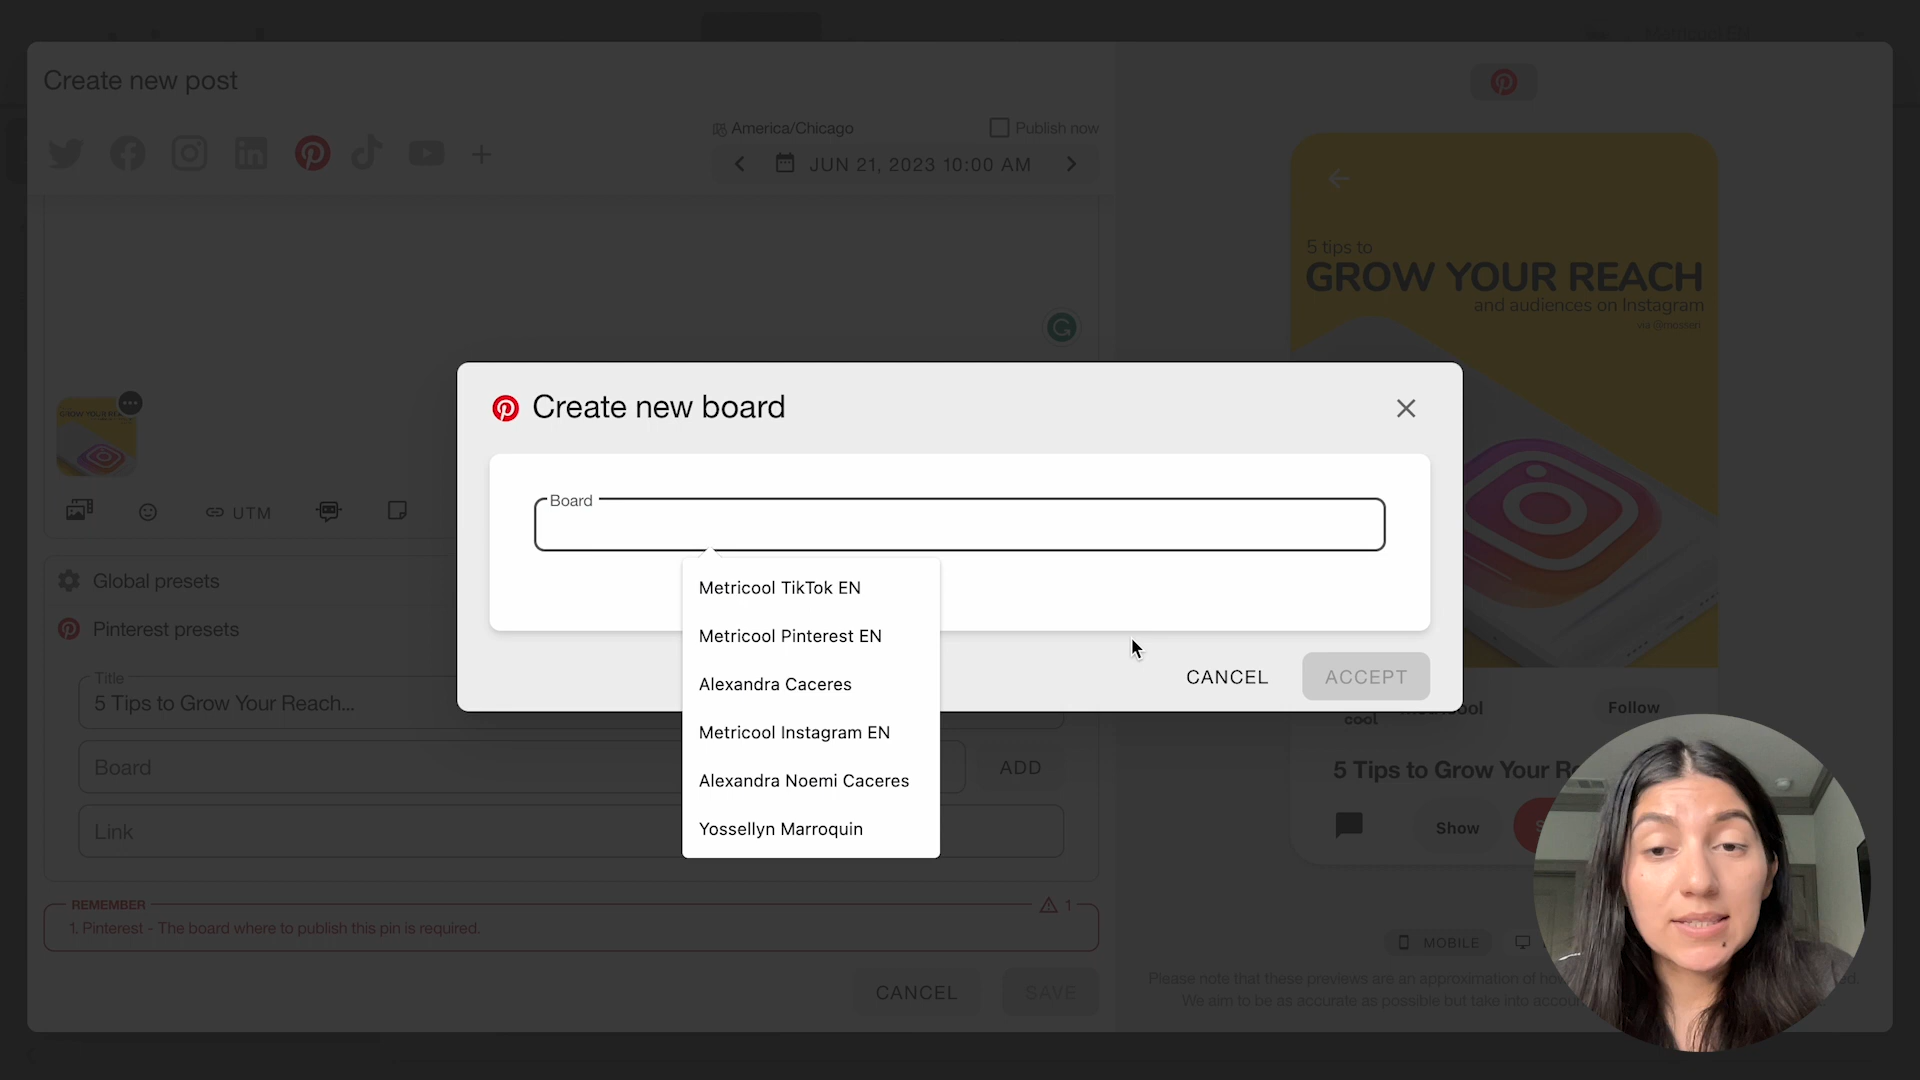 Create new post
America/Chicago
Publish now
JUN 21, 2023 10:00 AM
5 tips to
GROW YOUR REACH
and audiences on Instagram
via @mossen
Create new board
Board
Metricool TikTok EN
Metricool Pinterest EN
Alexandra Caceres
Metricool Instagram EN
Alexandra Noemi Caceres
Yossellyn Marroquin
CANCEL
ACCEPT
UTM
Global presets
Pinterest presets
Title
5 Tips to Grow Your Reach...
Board
ADD
Link
REMEMBER
1
1. Pinterest - The board where to publish this pin is required.
CANCEL
SAVE
cool
Follow
5 Tips to Grow Your
Show
MOBILE
Please note that these previews are an approximation of
We aim to be as accurate as possible but take into